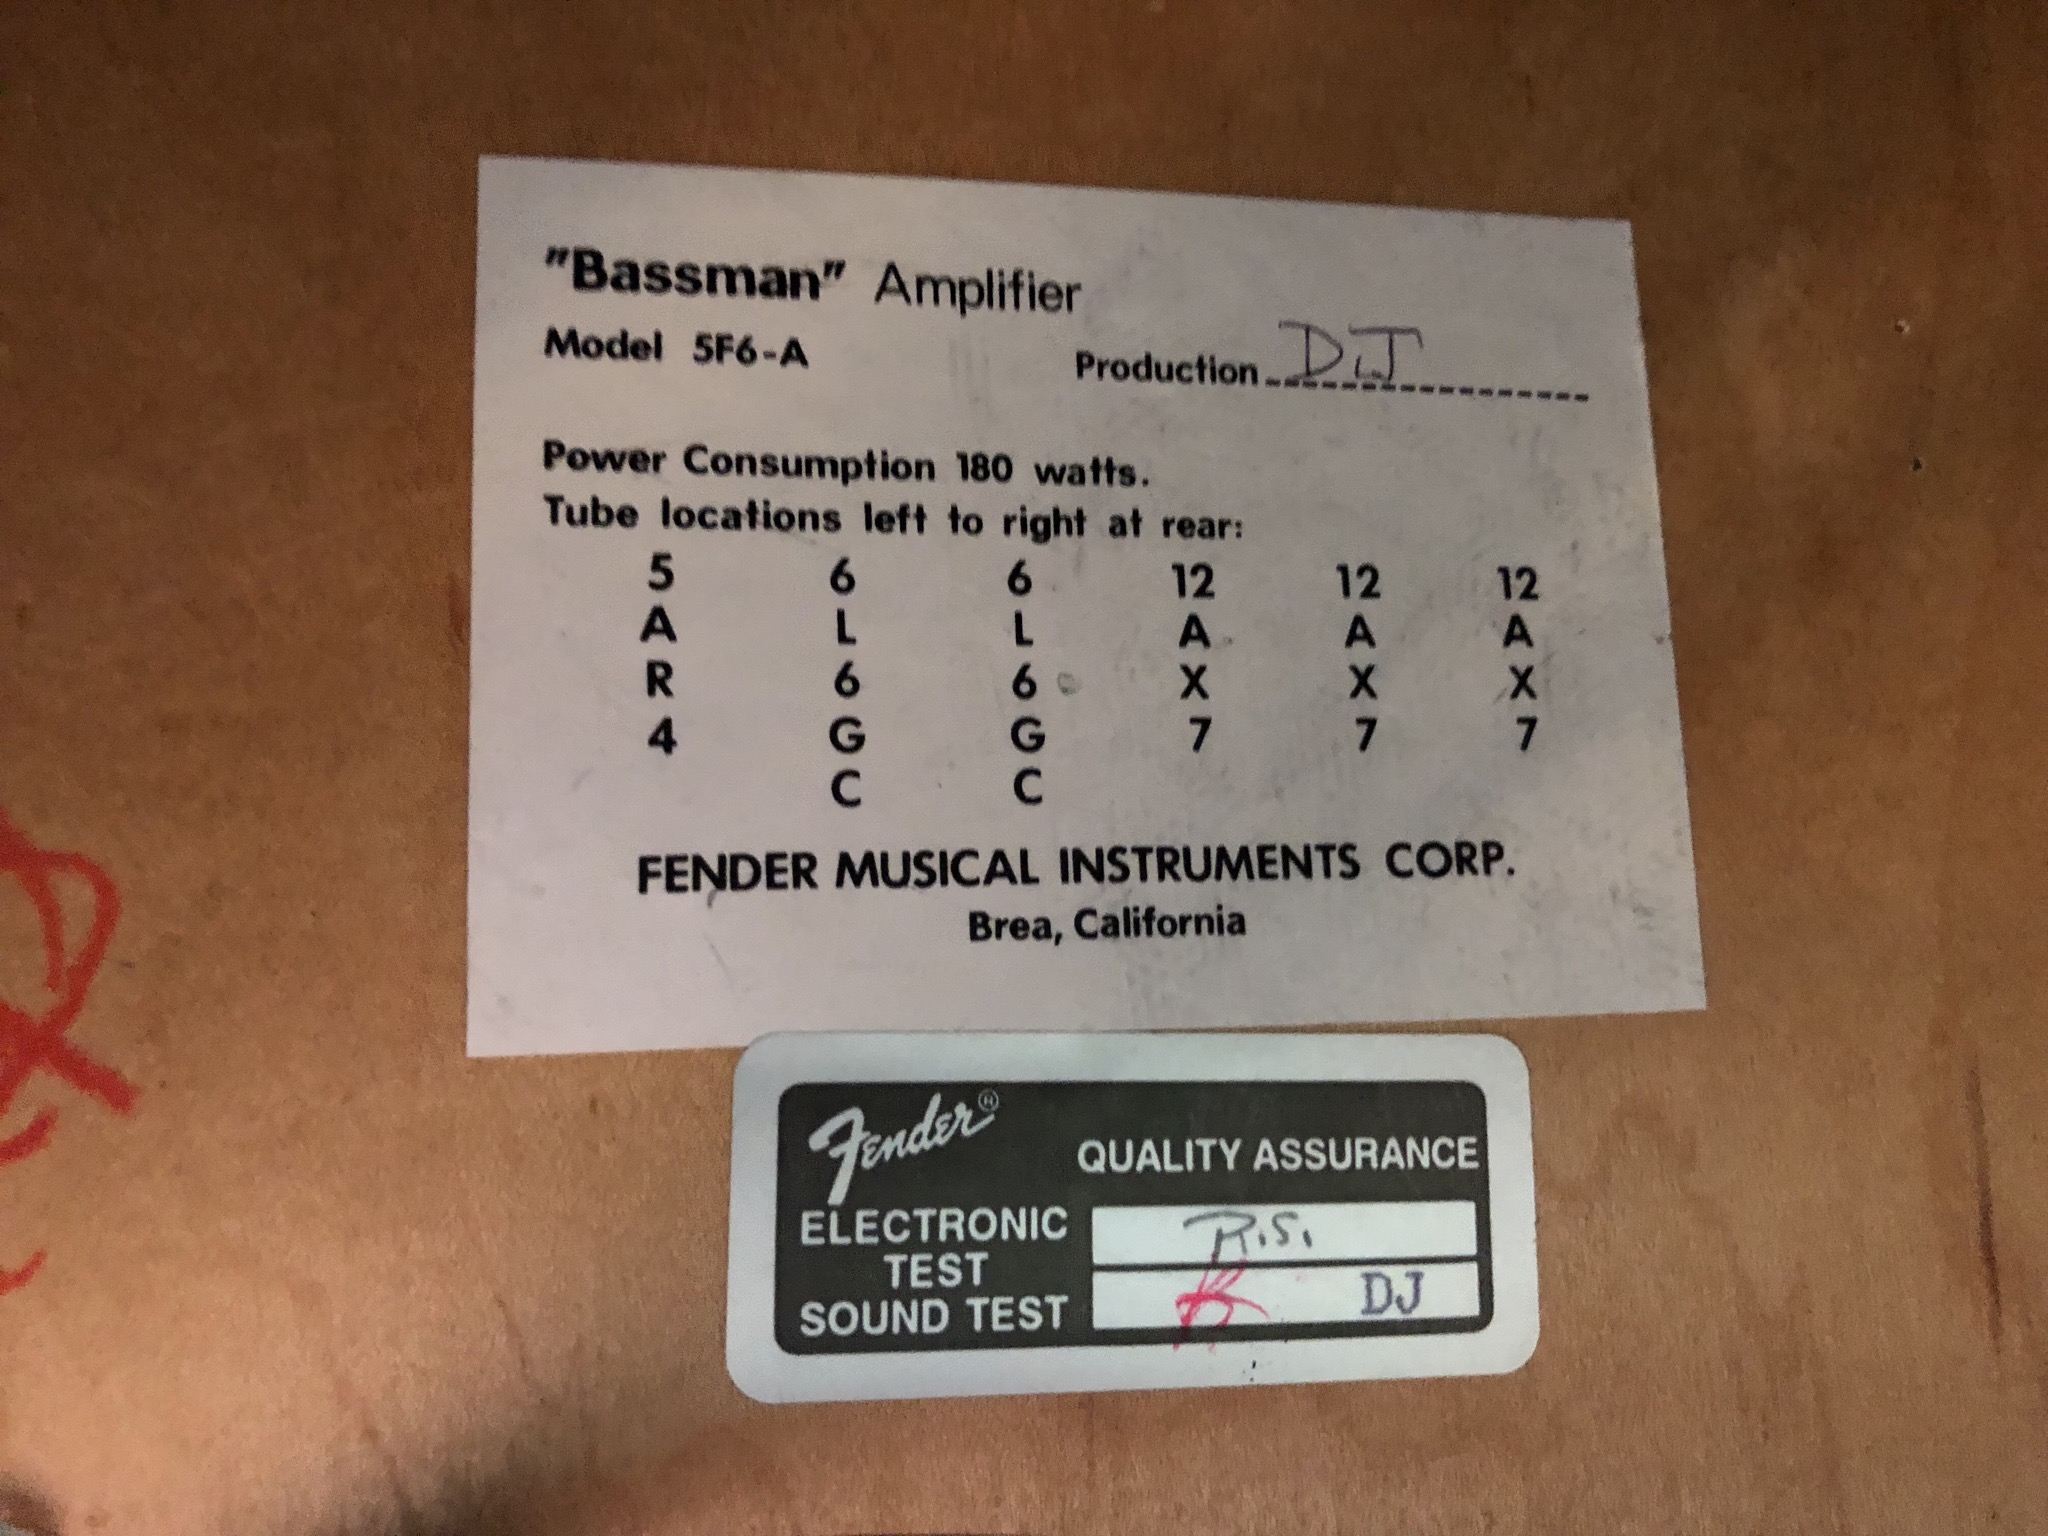 "Bassman" Amplifier
Model 5F6-A Production D.J
Power Consumption 180 watts.
Tube locations left to right at rear:
5 6 6 12 12 12
A L L A A A
R 6 6 X X X
4 G G 7 7 7
C C
FENDER MUSICAL INSTRUMENTS CORP.
Brea, California
Fender®
QUALITY ASSURANCE
ELECTRONIC
TEST R.S.
SOUND TEST DJ